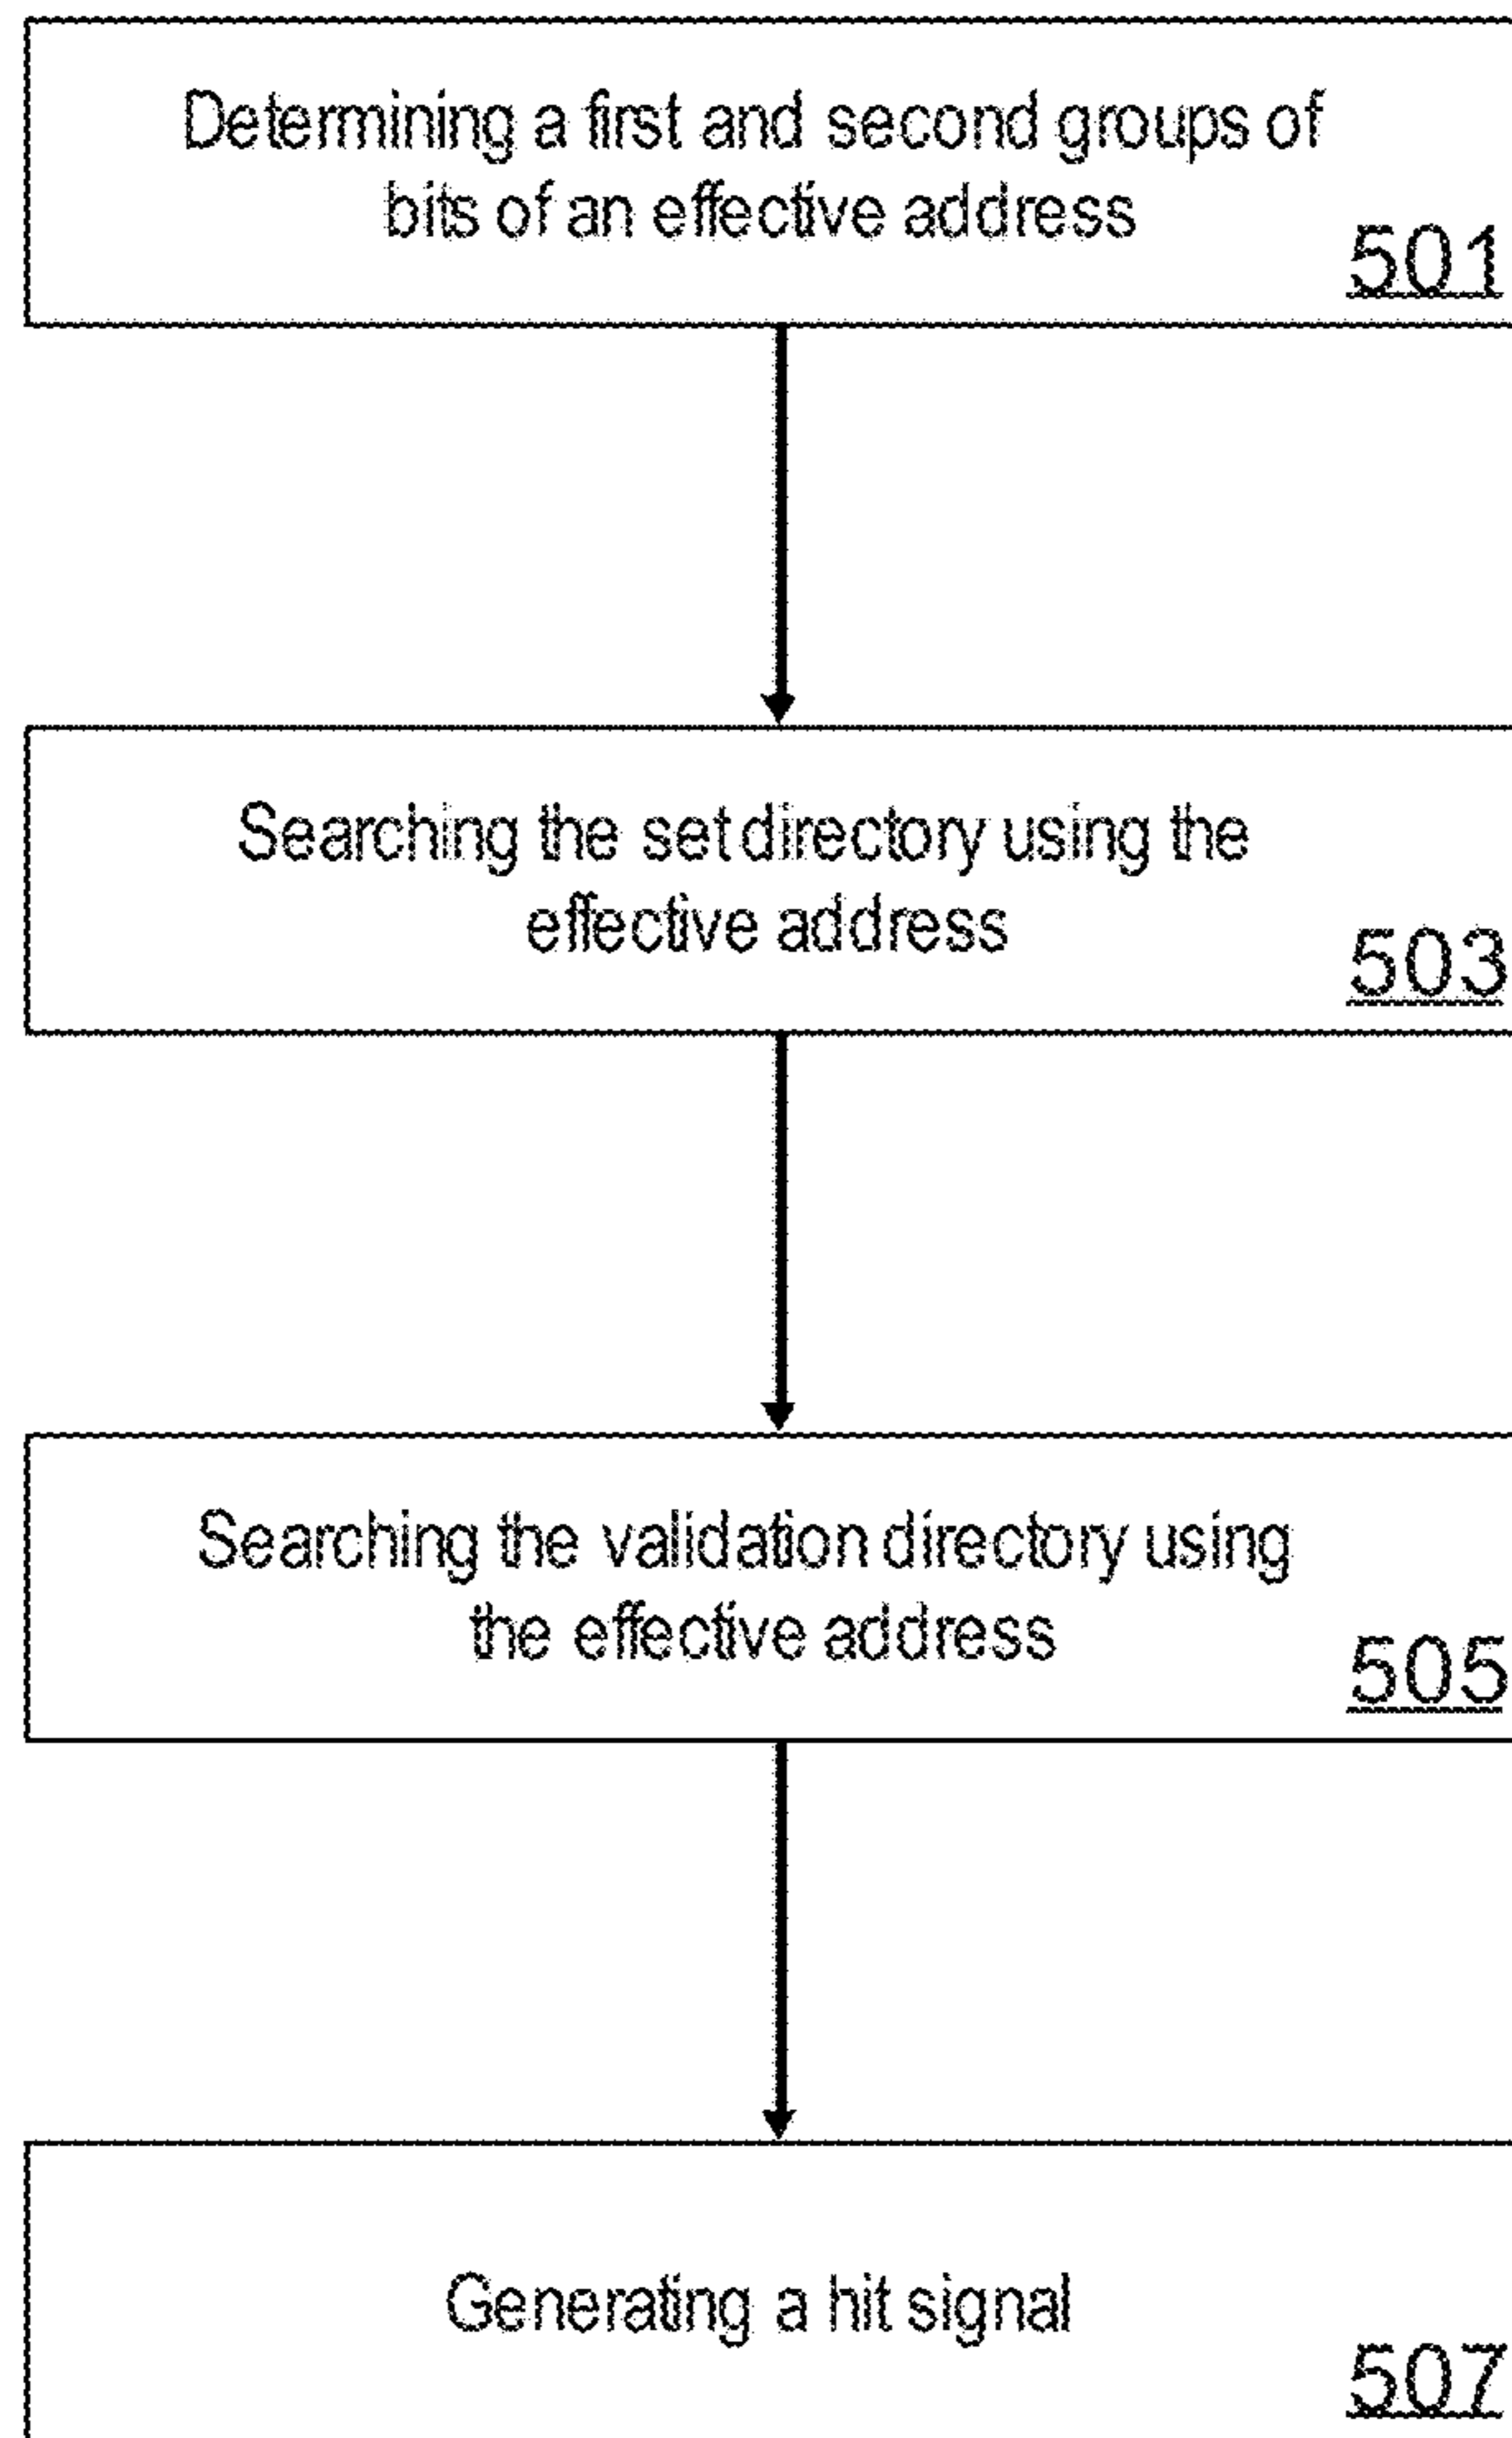 Determining a first and second groups of
bits of an effective address
501
Searching the set directory using the
effective address
503
Searching the validation directory using
the effective address
505
Generating a hit signal
507